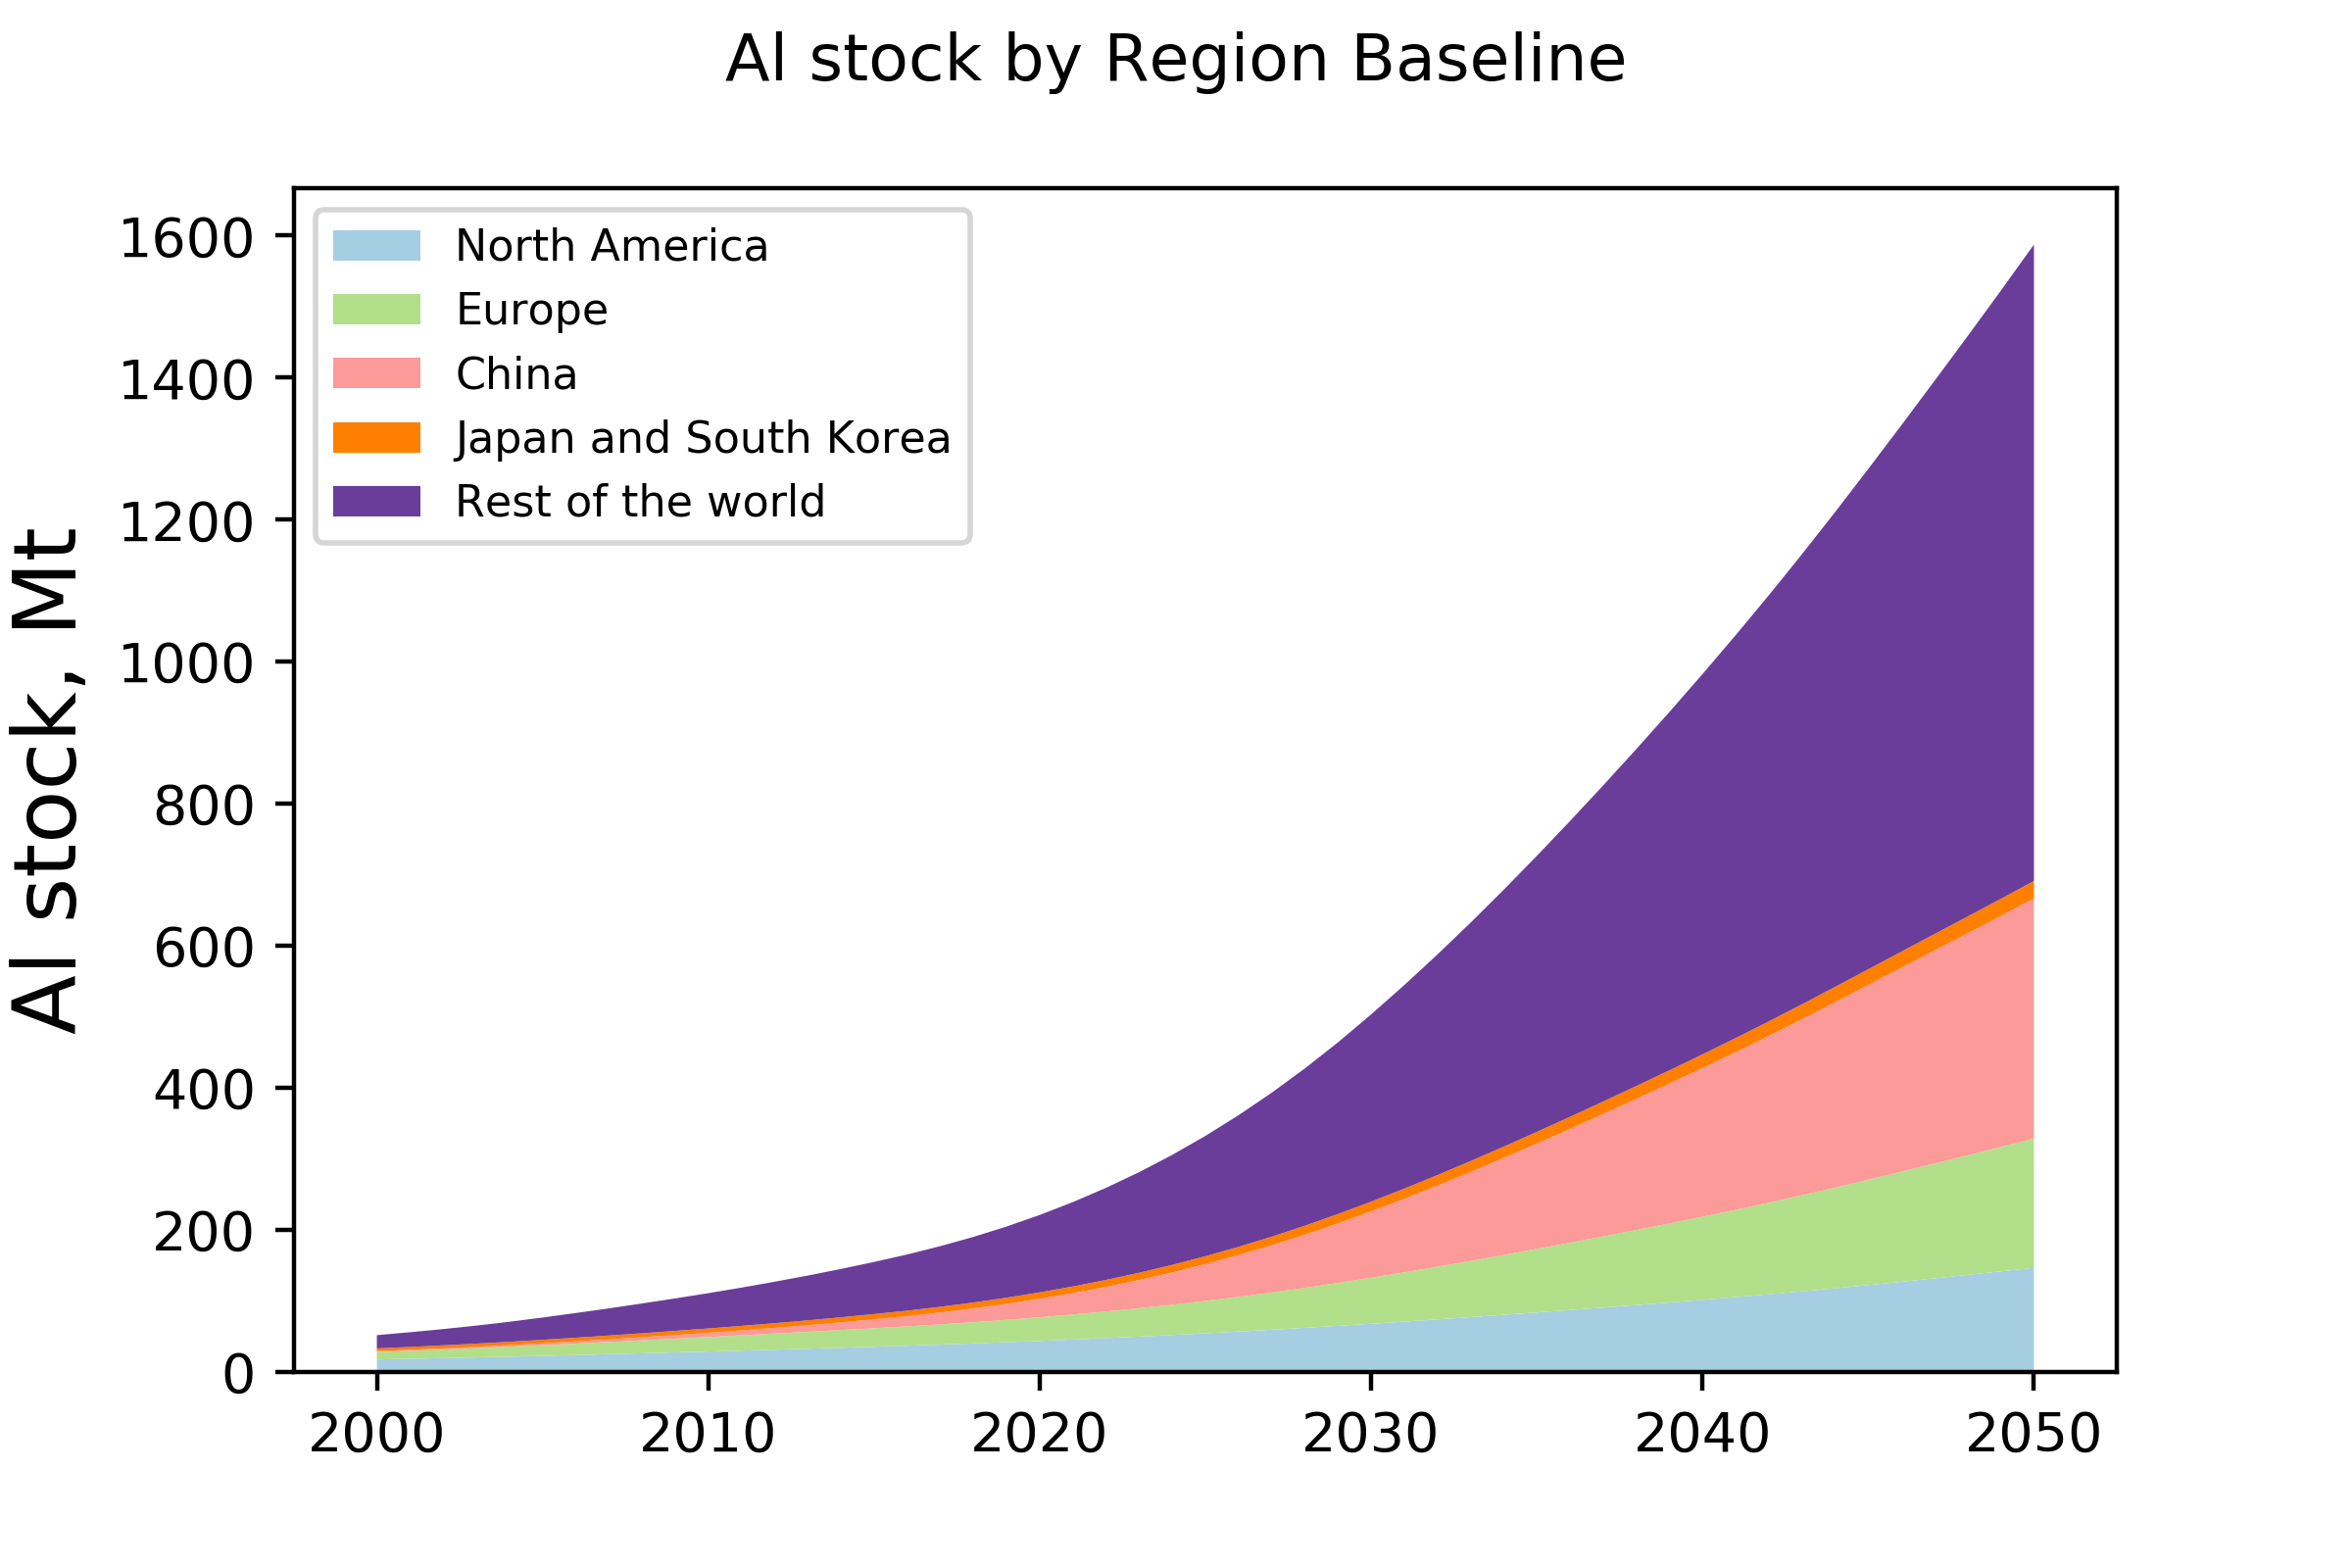 Al stock by Region Baseline
Al stock, Mt
1600
1400
1200
1000
800
600
400
200
0
North America
Europe
China
Japan and South Korea
Rest of the world
2000 2010 2020 2030 2040 2050